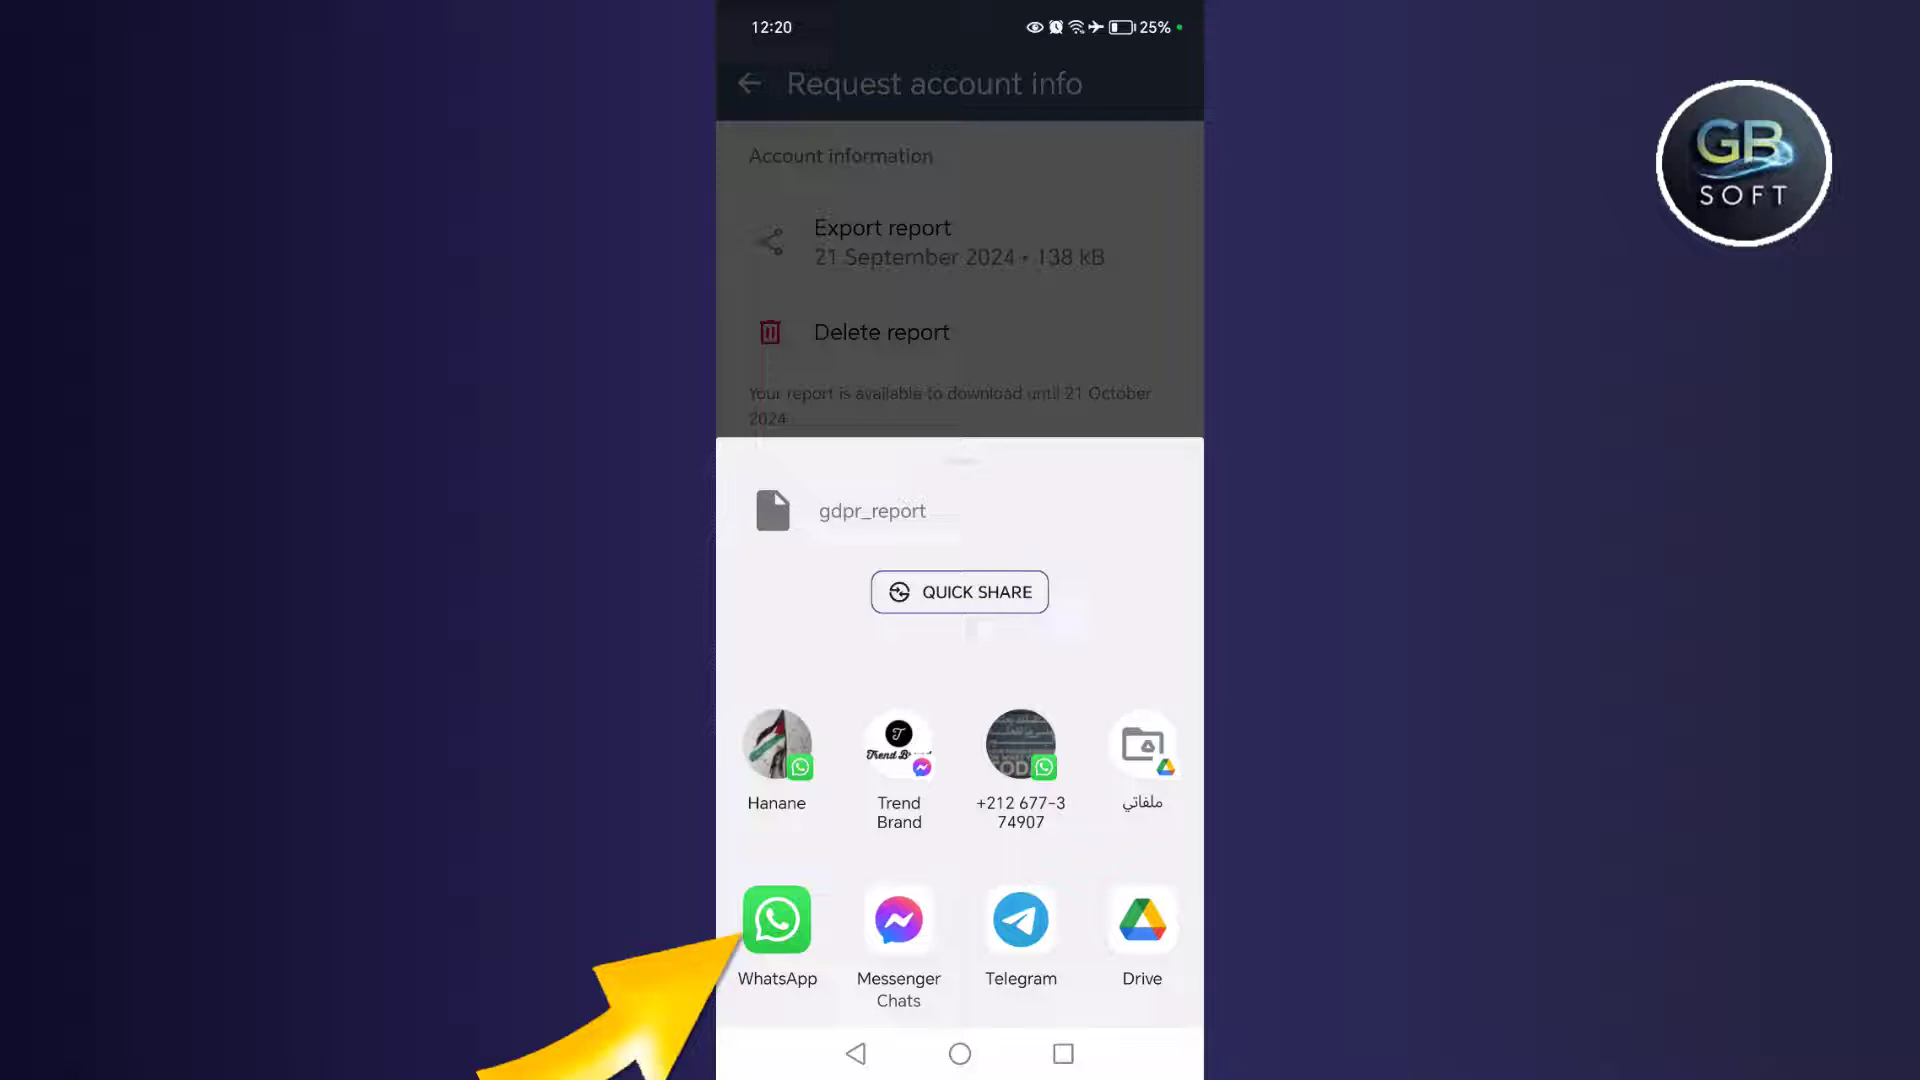 12:20
25%
Request account info
GB
SOFT
Account information
Export report
21 September 2024 • 138 kB
Delete report
Your report is available to download until 21 October
2024
gdpr_report
QUICK SHARE
Trend B
OD
Hanane
Trend
Brand
+212 677-3
74907
ملفاتي
WhatsApp
Messenger
Chats
Telegram
Drive